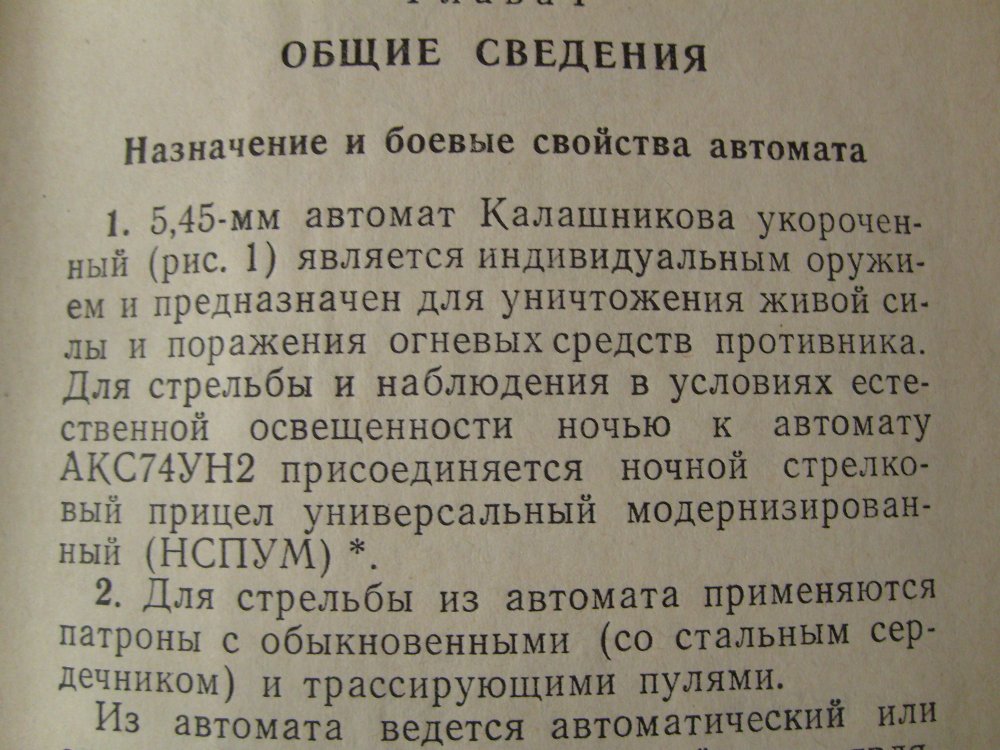 ОБЩИЕ СВЕДЕНИЯ
Назначение и боевые свойства автомата
1. 5,45-мм автомат Калашникова укорочен-
ный (рис. 1) является индивидуальным оружи-
ем и предназначен для уничтожения живой си-
лы и поражения огневых средств противника.
Для стрельбы и наблюдения в условиях есте-
ственной освещенности ночью к автомату
АКС74УН2 присоединяется ночной стрелко-
вый прицел универсальный модернизирован-
ный (НСПУМ) *.
2. Для стрельбы из автомата применяются
патроны с обыкновенными (со стальным сер-
дечником) и трассирующими пулями.
Из автомата ведется автоматический или